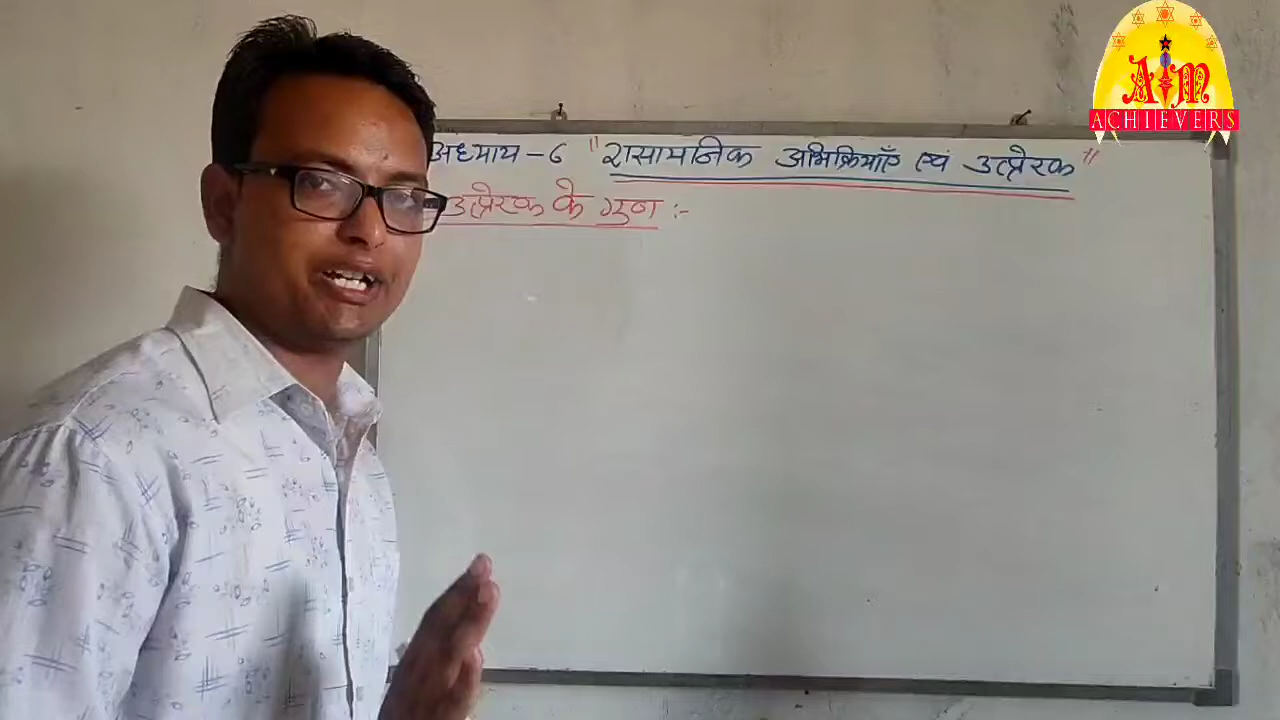 AIM
ACHIEVERS
अध्याय-6 "रासायनिक अभिक्रियाएँ एवं उत्प्रेरक"
उत्प्रेरक के गुण :-